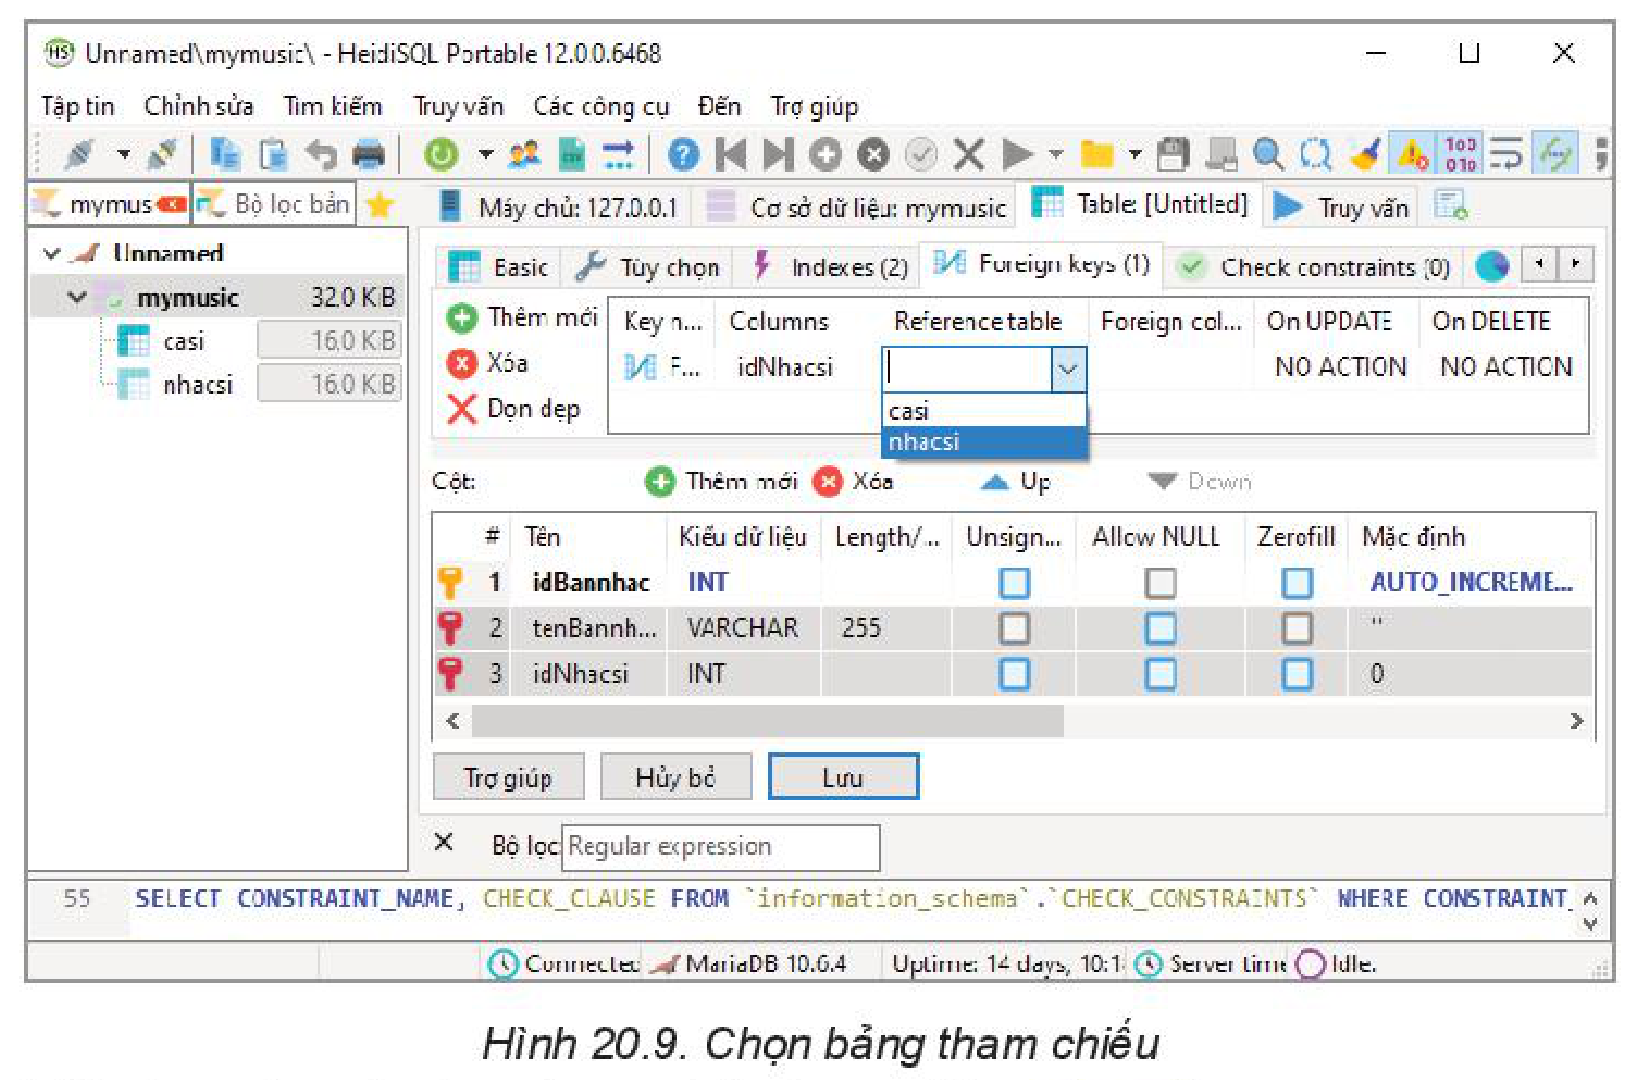 Unnamed\mymusic\ - HeidiSQL Portable 12.0.0.6468
Tập tin Chỉnh sửa Tìm kiếm Truy vấn Các công cụ Đến Trợ giúp
mymus Bộ lọc bản Máy chủ: 127.0.0.1 Cơ sở dữ liệu: mymusic Table: [Untitled] Truy vấn
Unnamed
mymusic 32.0 KiB
casi 16.0 KiB
nhacsi 16.0 KiB
Basic Tùy chọn Indexes (2) Foreign keys (1) Check constraints (0)
Thêm mới Key n... Columns Reference table Foreign col... On UPDATE On DELETE
Xóa F... idNhacsi NO ACTION NO ACTION
Dọn dẹp casi
nhacsi
Cột: Thêm mới Xóa Up Down
# Tên Kiểu dữ liệu Length/... Unsign... Allow NULL Zerofill Mặc định
1 idBannhac INT AUTO_INCREME...
2 tenBannh... VARCHAR 255 ''
3 idNhacsi INT 0
Trợ giúp Hủy bỏ Lưu
Bộ lọc: Regular expression
55 SELECT CONSTRAINT_NAME, CHECK_CLAUSE FROM `information_schema`.`CHECK_CONSTRAINTS` WHERE CONSTRAINT_
Connected MariaDB 10.6.4 Uptime: 14 days, 10:1 Server time Idle.
Hình 20.9. Chọn bảng tham chiếu